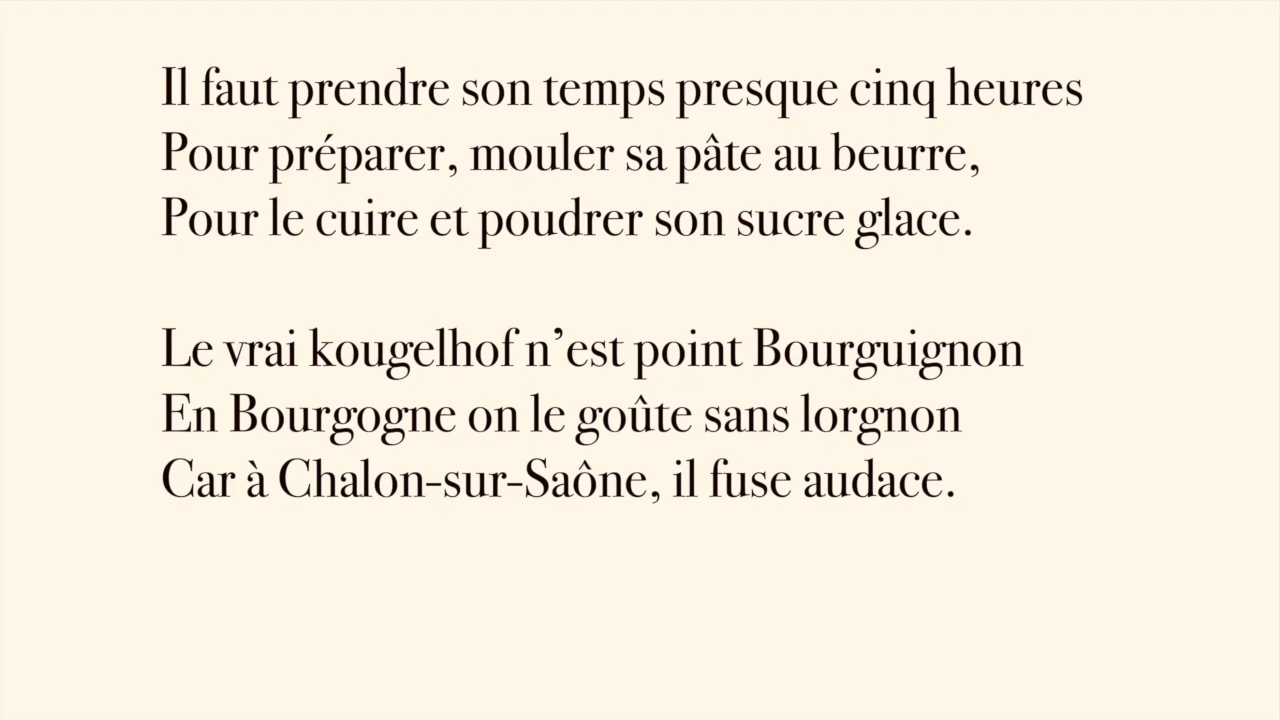 Il faut prendre son temps presque cinq heures
Pour préparer, mouler sa pâte au beurre,
Pour le cuire et poudrer son sucre glace.
Le vrai kougelhof n’est point Bourguignon
En Bourgogne on le goûte sans lorgnon
Car à Chalon-sur-Saône, il fuse audace.